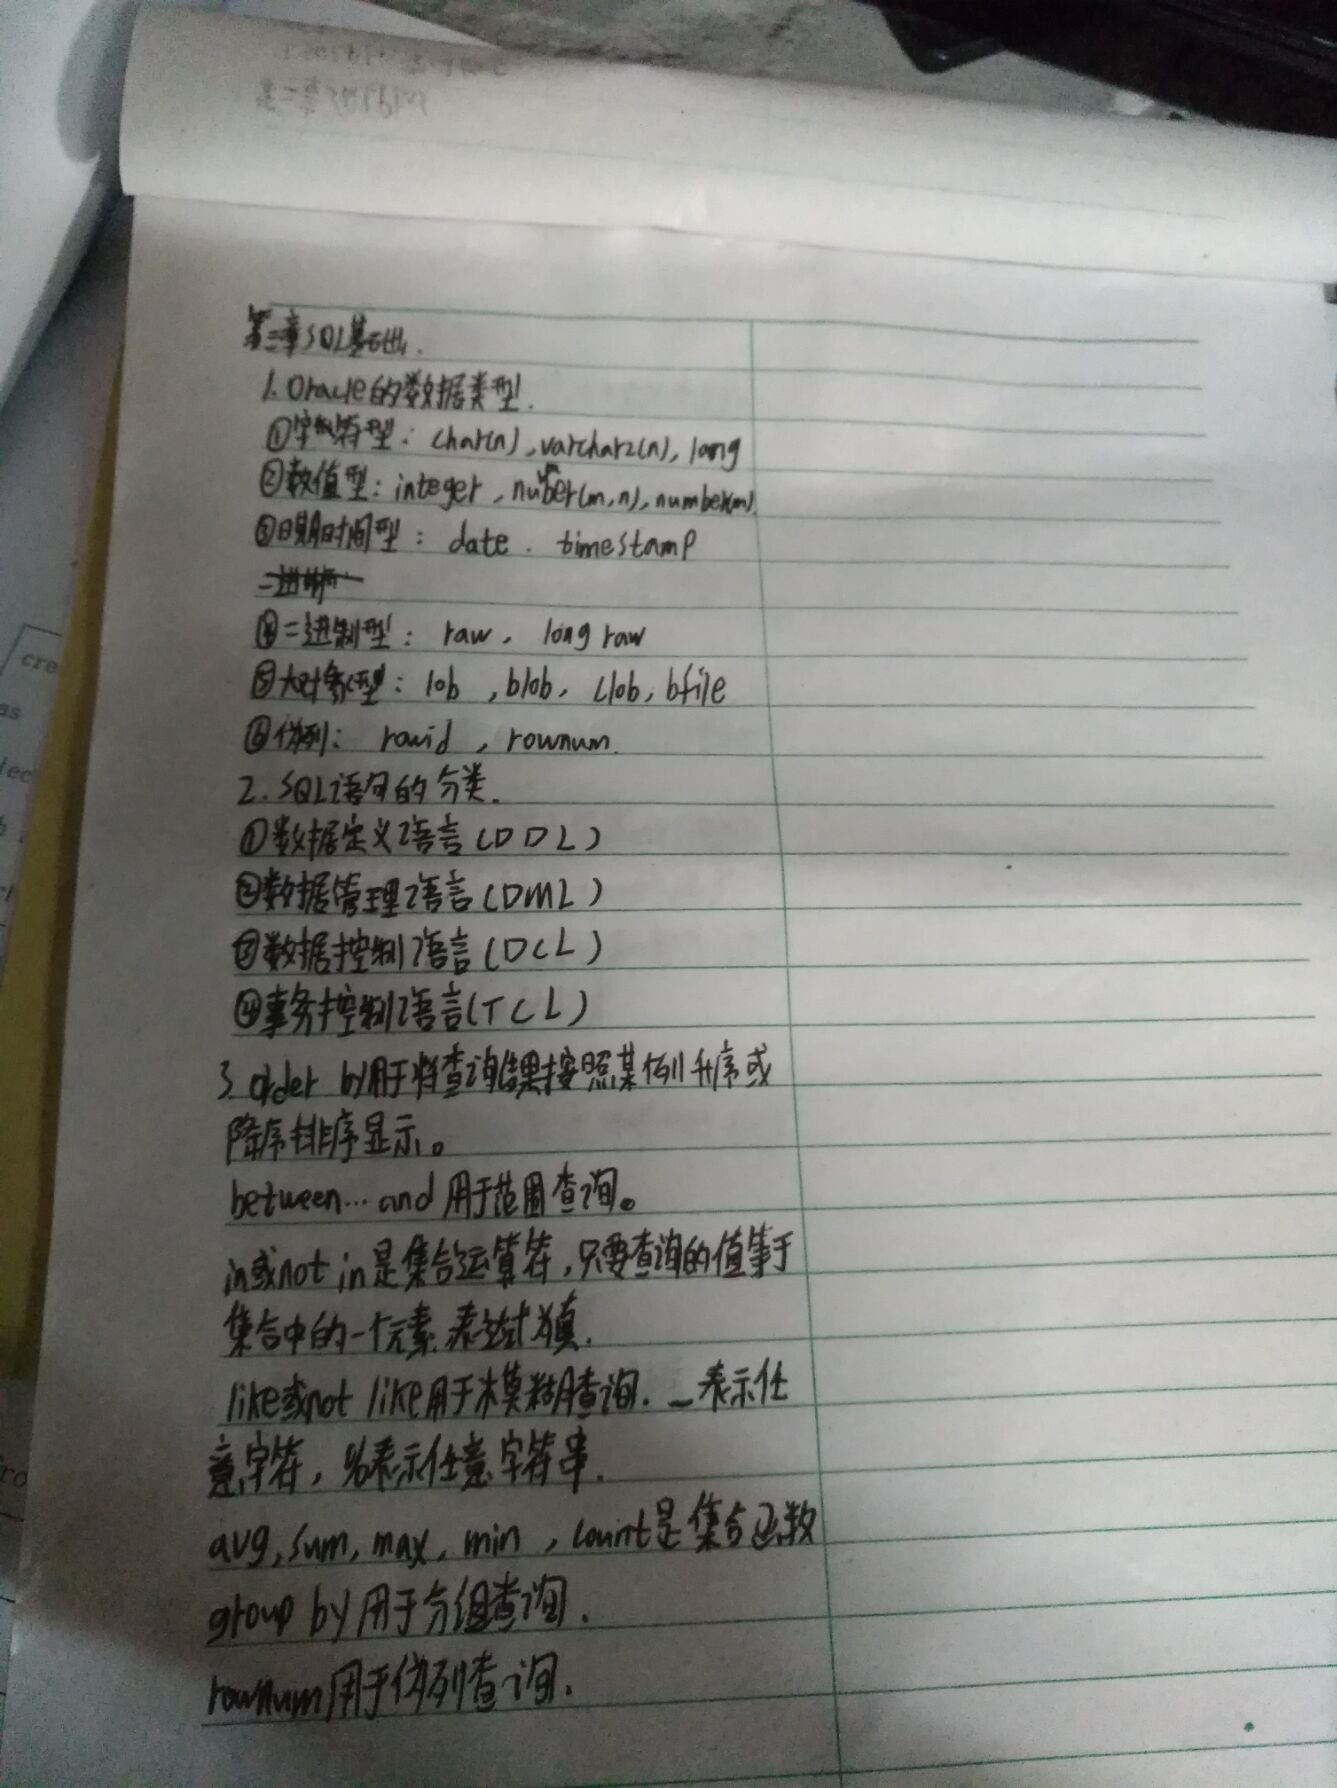 第三章SQL基础.
1. Oracle的数据类型.
①字符型: char(n), varchar2(n), long
②数值型: integer, number(m,n), number(m).
③日期时间型: date. timestamp
④二进制型: raw, long raw
⑤大对象型: lob, blob, clob, bfile
⑥伪列: rowid, rownum.
2. SQL语句的分类.
①数据定义语言(DDL)
②数据管理语言(DML)
③数据控制语言(DCL)
④事务控制语言(TCL)
3. order by用于将查询结果按照某列升序或
降序排序显示。
between...and 用于范围查询。
in或not in是集合运算符,只要查询的值等于
集合中的一个元素,表达式为真.
like或not like用于模糊查询. _表示任
意字符, %表示任意字符串.
avg, sum, max, min, count是集合函数
group by 用于分组查询.
rownum用于伪列查询.